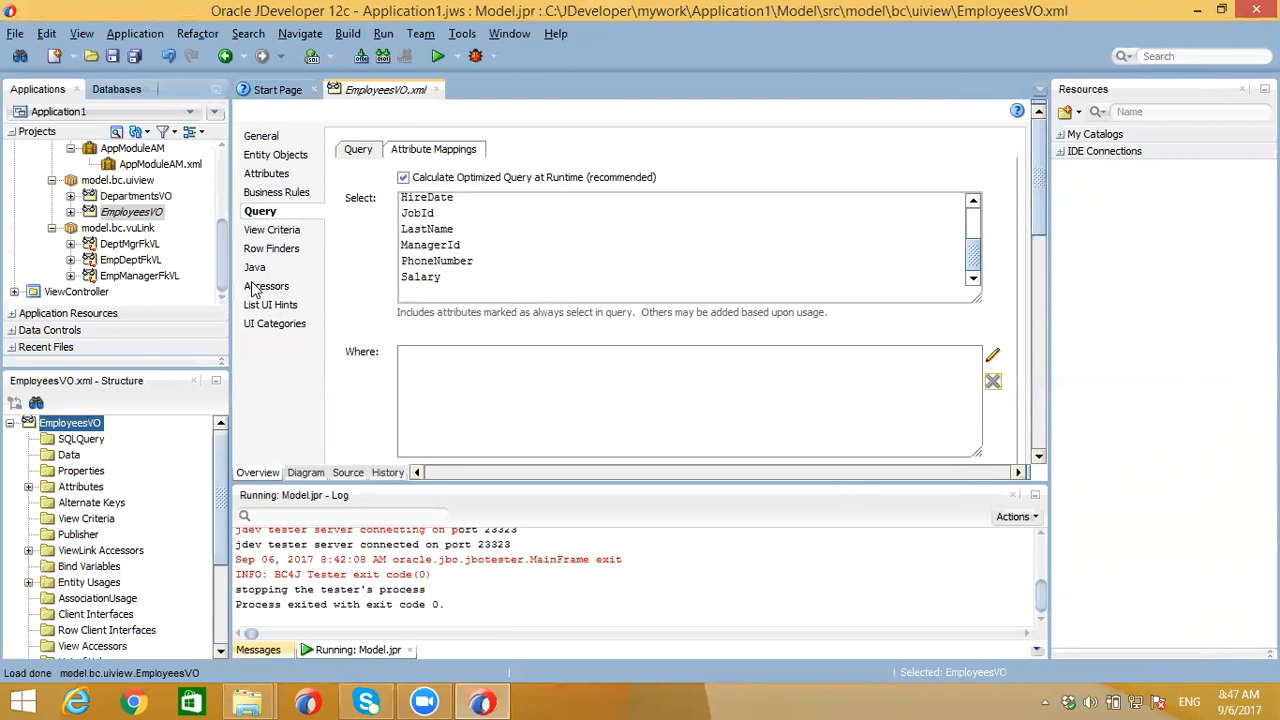 Oracle JDeveloper 12c - Application1.jws : Model.jpr : C:\JDeveloper\mywork\Application1\Model\src\model\bc\uiview\EmployeesVO.xml
File Edit View Application Refactor Search Navigate Build Run Team Tools Window Help
Search
Applications
Databases
Application1
Projects
AppModuleAM
AppModuleAM.xml
model.bc.uiview
DepartmentsVO
EmployeesVO
model.bc.vuLink
DeptMgrFkVL
EmpDeptFkVL
EmpManagerFkVL
ViewController
Application Resources
Data Controls
Recent Files
EmployeesVO.xml - Structure
EmployeesVO
SQLQuery
Data
Properties
Attributes
Alternate Keys
View Criteria
Publisher
ViewLink Accessors
Bind Variables
Entity Usages
AssociationUsage
Client Interfaces
Row Client Interfaces
View Accessors
Start Page
EmployeesVO.xml
General
Entity Objects
Attributes
Business Rules
Query
View Criteria
Row Finders
Java
Accessors
List UI Hints
UI Categories
Query
Attribute Mappings
Calculate Optimized Query at Runtime (recommended)
Select:
HireDate
JobId
LastName
ManagerId
PhoneNumber
Salary
Includes attributes marked as always select in query. Others may be added based upon usage.
Where:
Overview Diagram Source History
Running: Model.jpr - Log
Actions
jdev tester server connecting on port 23323
jdev tester server connected on port 23323
Sep 06, 2017 8:42:08 AM oracle.jbo.jbotester.MainFrame exit
INFO: BC4J Tester exit code(0)
stopping the tester's process
Process exited with exit code 0.
Messages
Running: Model.jpr
Resources
Name
My Catalogs
IDE Connections
Load done model.bc.uiview.EmployeesVO
Selected: EmployeesVO
ENG
8:47 AM
9/6/2017